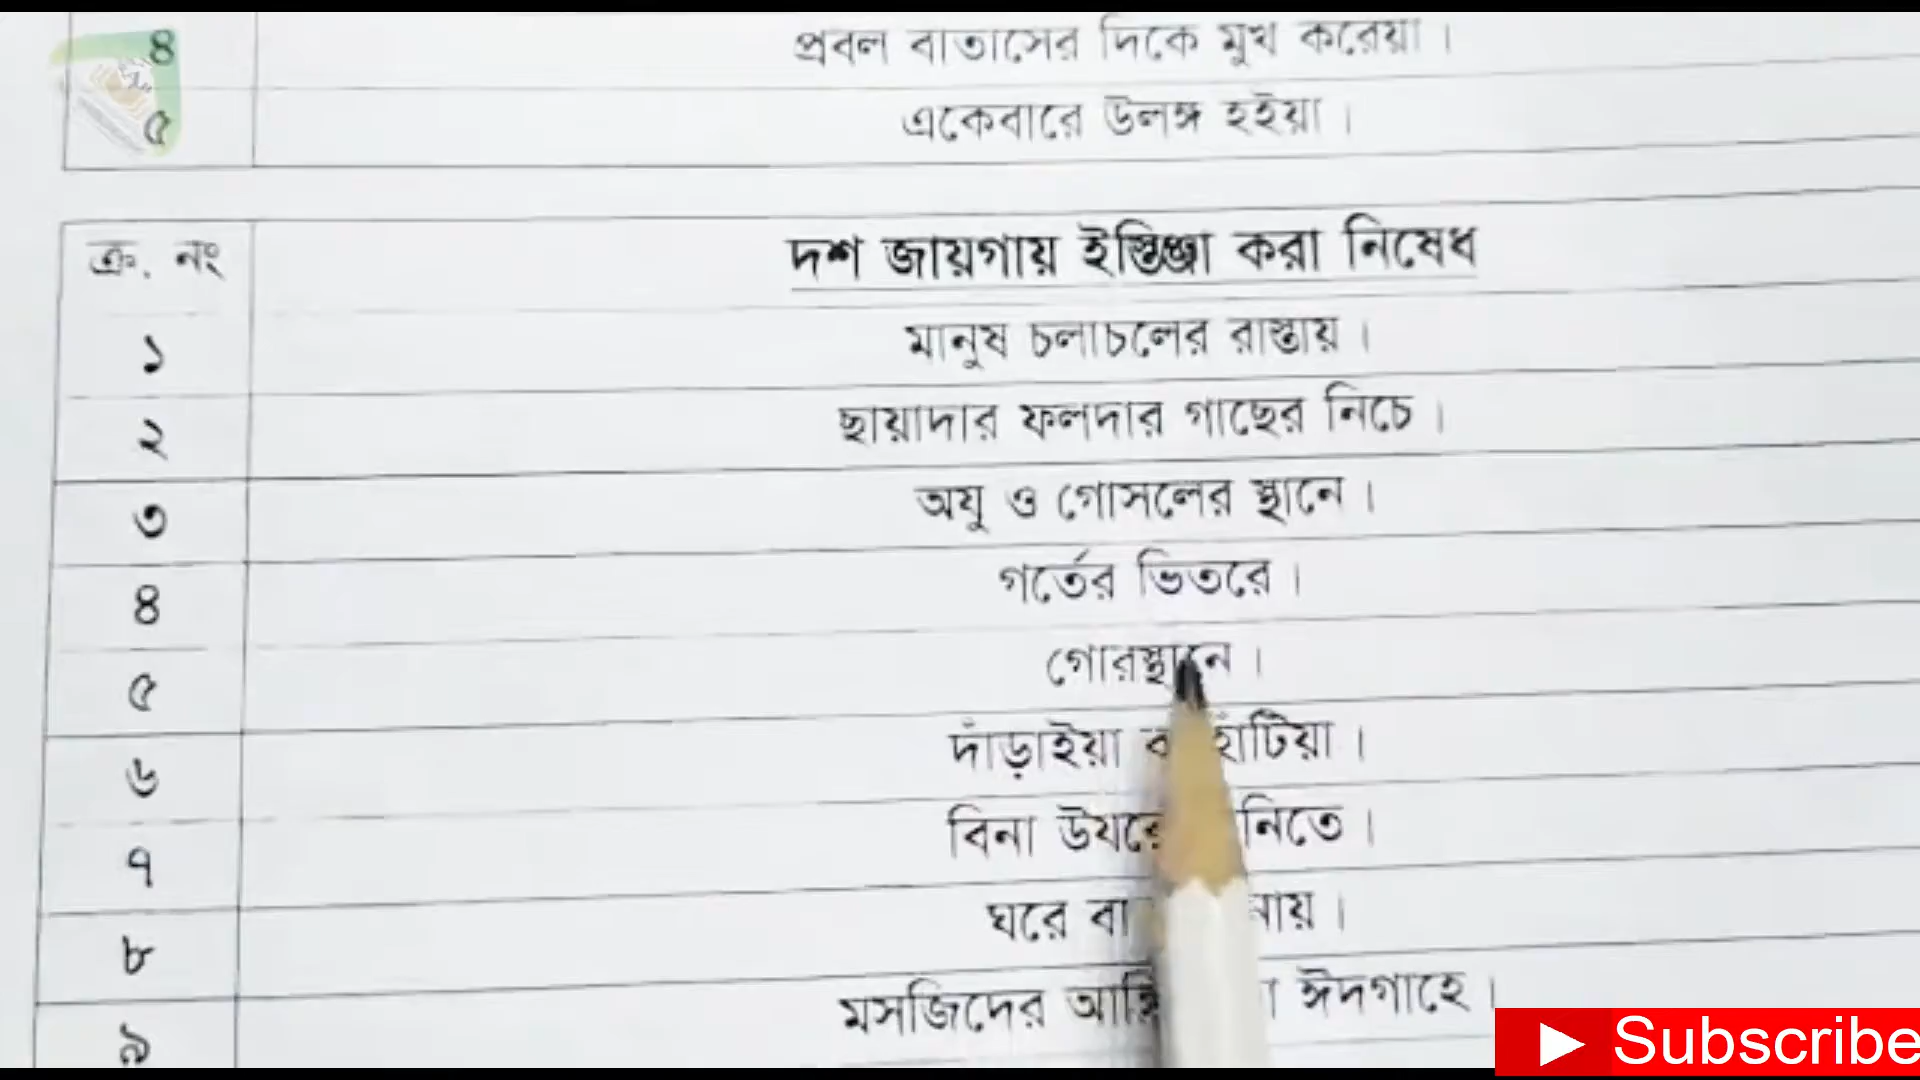 ৪ প্রবল বাতাসের দিকে মুখ করেয়া।
৫ একেবারে উলঙ্গ হইয়া।
ক্র. নং দশ জায়গায় ইস্তিঞ্জা করা নিষেধ
১ মানুষ চলাচলের রাস্তায়।
২ ছায়াদার ফলদার গাছের নিচে।
৩ অযু ও গোসলের স্থানে।
৪ গর্তের ভিতরে।
৫ গোরস্থানে।
৬ দাঁড়াইয়া হাঁটিয়া।
৭ বিনা
৮ ঘরে
৯ মসজিদের ঈদগাহে।
Subscribe